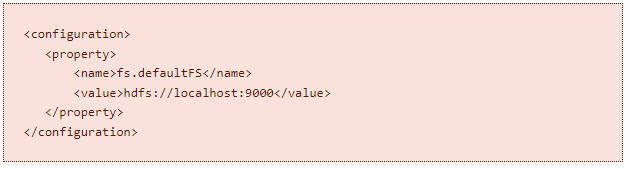 <configuration>
   <property>
       <name>fs.defaultFS</name>
       <value>hdfs://localhost:9000</value>
   </property>
</configuration>